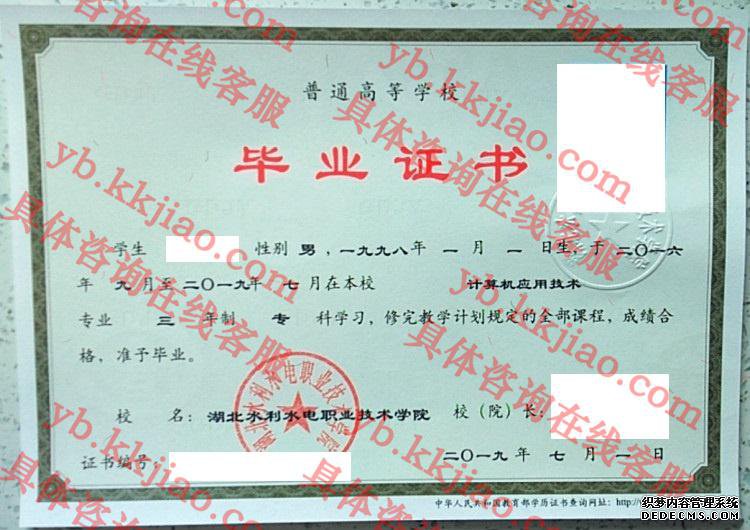 普通高等学校
毕业证书
学生 性别 男，一九九八年 一 月 一 日生，于 二〇一六
年 九 月至 二〇一九年 七 月在本校 计算机应用技术
专业 三 年制 专 科学习，修完教学计划规定的全部课程，成绩合
格，准予毕业。
校 名：湖北水利水电职业技术学院 校（院）长：
二〇一九 年 七 月 一 日
证书编号：
中华人民共和国教育部学历证书查询网址：http://
织梦内容管理系统
DEDECMS.COM
具体咨询在线客服
yb.kkjiao.com